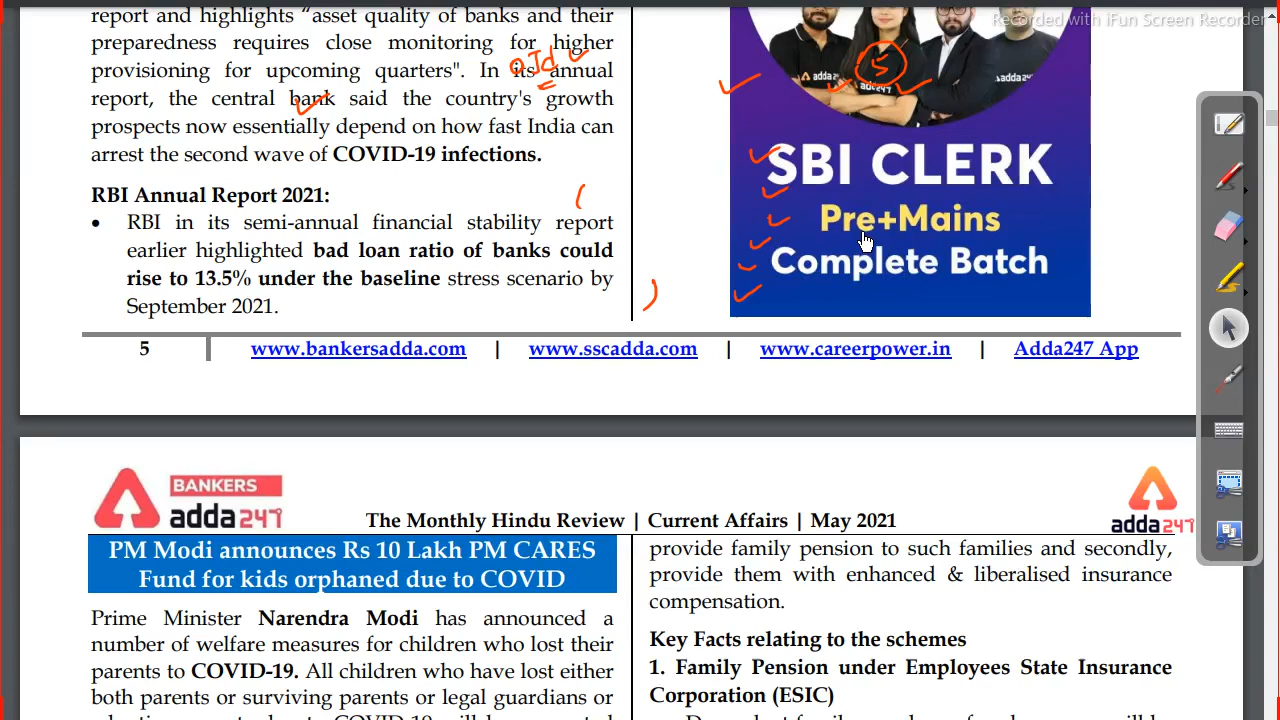 Recorded with iFun Screen Recorder
report and highlights “asset quality of banks and their
preparedness requires close monitoring for higher
provisioning for upcoming quarters". In its annual
report, the central bank said the country's growth
prospects now essentially depend on how fast India can
arrest the second wave of COVID-19 infections.
old
RBI Annual Report 2021:
• RBI in its semi-annual financial stability report
earlier highlighted bad loan ratio of banks could
rise to 13.5% under the baseline stress scenario by
September 2021.
5
adda247
adda247
adda247
SBI CLERK
Pre+Mains
Complete Batch
5 | www.bankersadda.com | www.sscadda.com | www.careerpower.in | Adda247 App
BANKERS
adda247
The Monthly Hindu Review | Current Affairs | May 2021
adda247
PM Modi announces Rs 10 Lakh PM CARES
Fund for kids orphaned due to COVID
Prime Minister Narendra Modi has announced a
number of welfare measures for children who lost their
parents to COVID-19. All children who have lost either
both parents or surviving parents or legal guardians or
provide family pension to such families and secondly,
provide them with enhanced & liberalised insurance
compensation.
Key Facts relating to the schemes
1. Family Pension under Employees State Insurance
Corporation (ESIC)